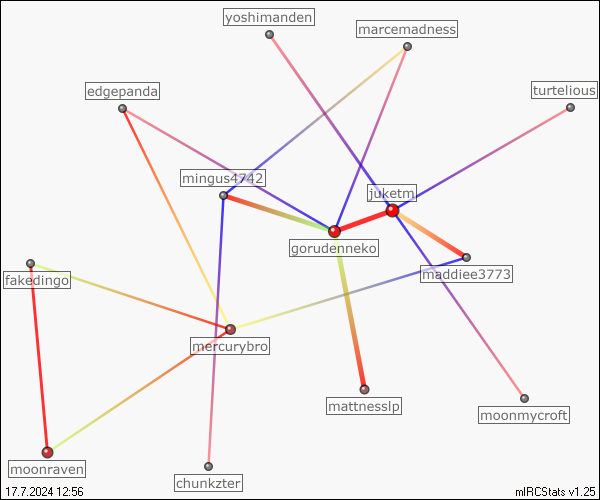 yoshimanden
marcemadness
edgepanda
turtelious
mingus4742
juketm
gorudenneko
maddiee3773
fakedingo
mercurybro
mattnesslp
moonmycroft
moonraven
chunkzter
17.7.2024 12:56
mIRCStats v1.25